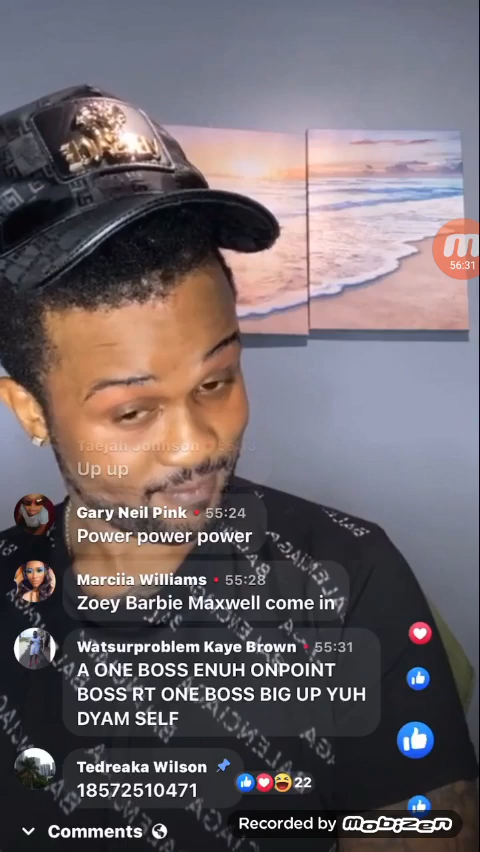 56:31
Taejah Johnson
Up up
Gary Neil Pink • 55:24
Power power power
Marciia Williams • 55:28
Zoey Barbie Maxwell come in
Watsurproblem Kaye Brown • 55:31
A ONE BOSS ENUH ONPOINT
BOSS RT ONE BOSS BIG UP YUH
DYAM SELF
Tedreaka Wilson
22
18572510471
Comments
Recorded by mobizen